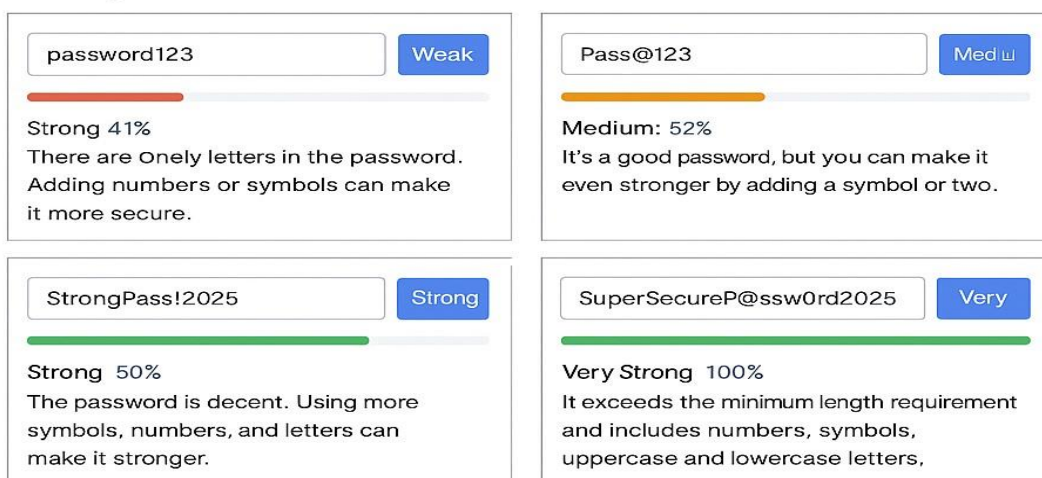 password123 Weak
Strong 41%
There are Onely letters in the password.
Adding numbers or symbols can make
it more secure.
Pass@123
Medium: 52%
It's a good password, but you can make it
even stronger by adding a symbol or two.
StrongPass!2025 Strong
Strong 50%
The password is decent. Using more
symbols, numbers, and letters can
make it stronger.
SuperSecureP@ssw0rd2025 Very
Very Strong 100%
It exceeds the minimum length requirement
and includes numbers, symbols,
uppercase and lowercase letters,